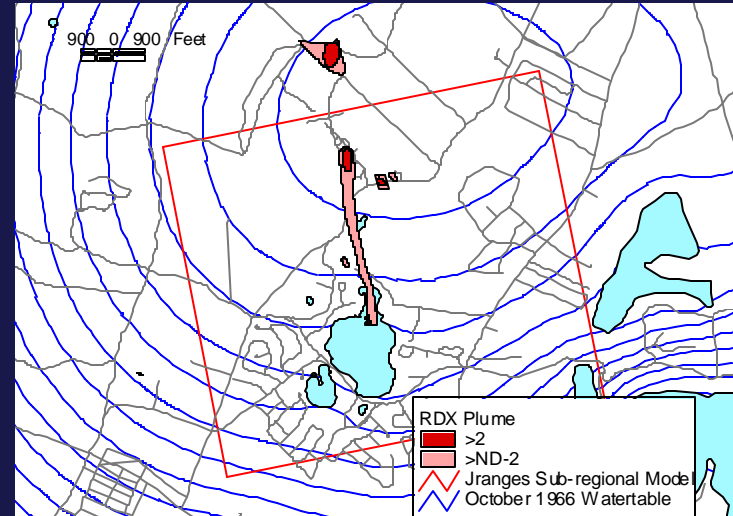 900 0 900 Feet
RDX Plume
>2
>ND-2
Jranges Sub-regional Model
October 1966 Watertable